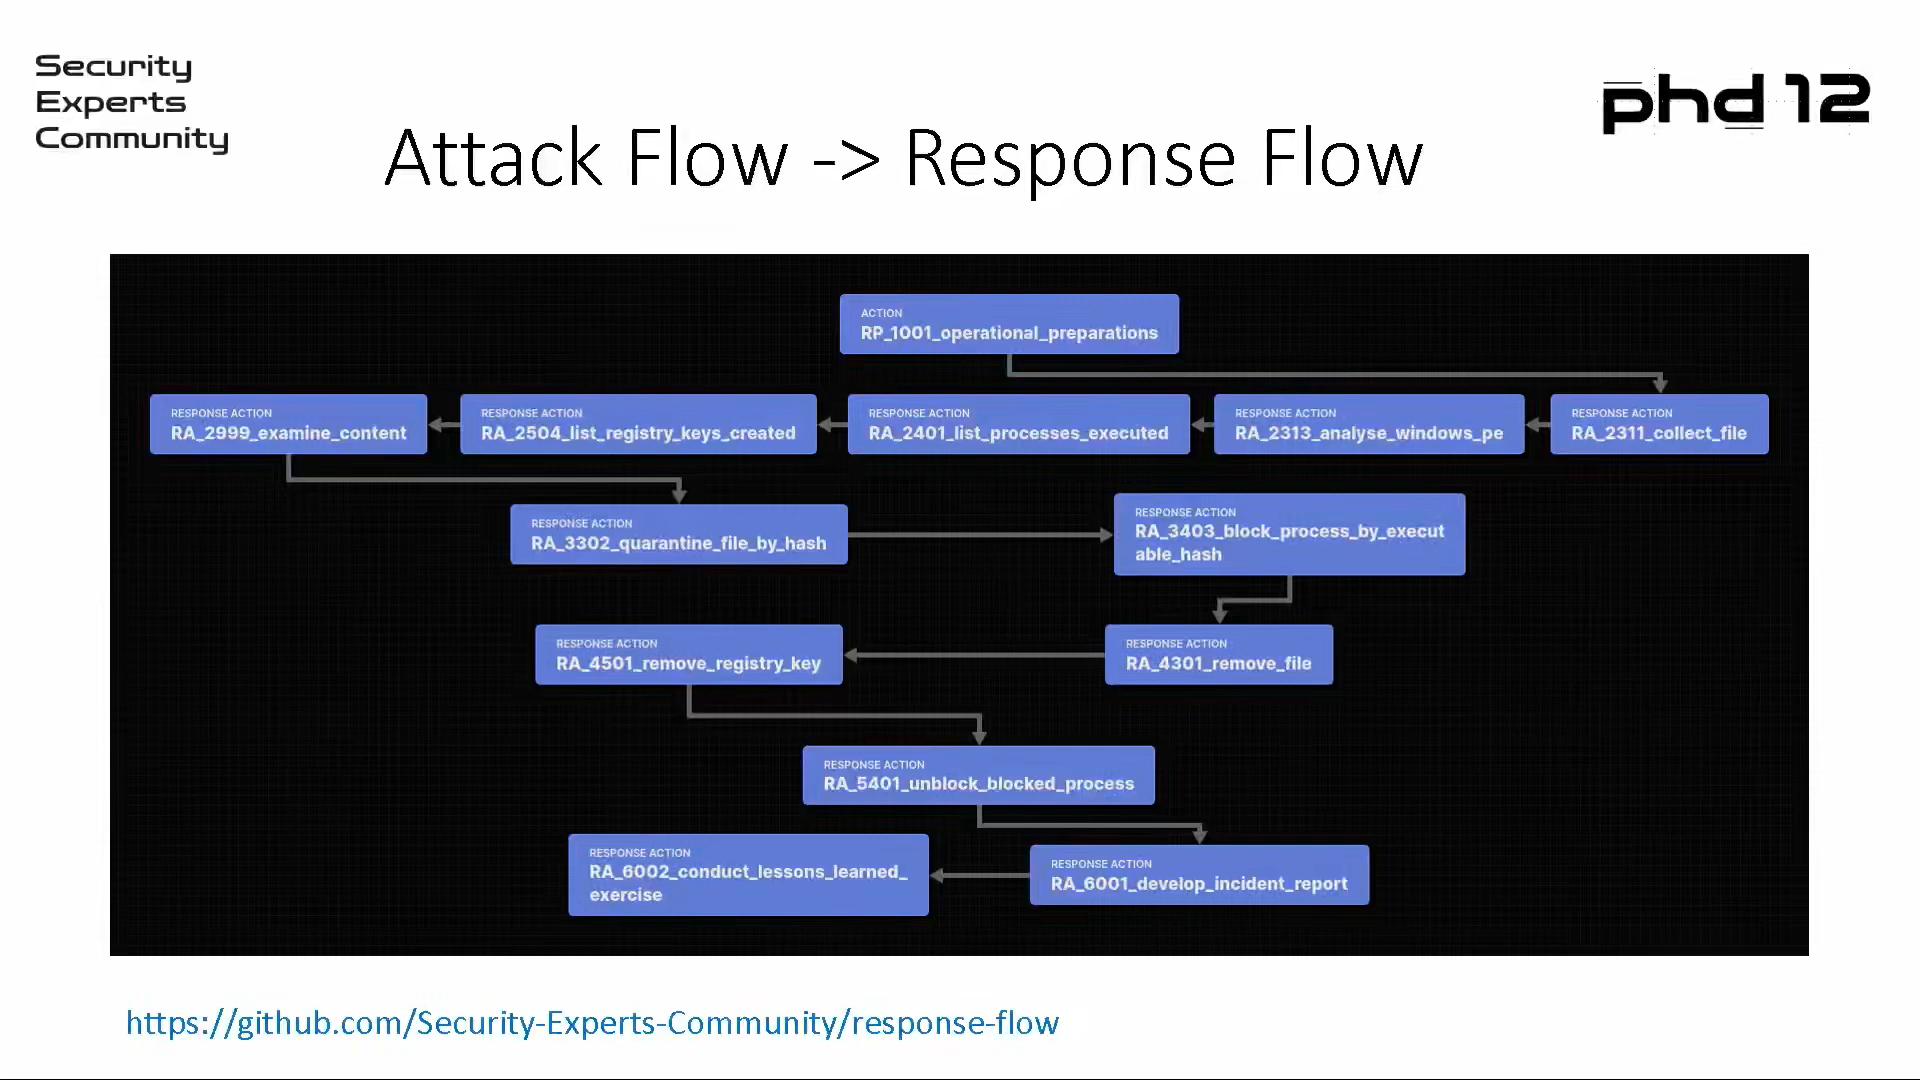 Security
Experts
Community
phd 12
Attack Flow -> Response Flow
ACTION
RP_1001_operational_preparations
RESPONSE ACTION
RA_2999_examine_content
RESPONSE ACTION
RA_2504_list_registry_keys_created
RESPONSE ACTION
RA_2401_list_processes_executed
RESPONSE ACTION
RA_2313_analyse_windows_pe
RESPONSE ACTION
RA_2311_collect_file
RESPONSE ACTION
RA_3302_quarantine_file_by_hash
RESPONSE ACTION
RA_3403_block_process_by_execut
able_hash
RESPONSE ACTION
RA_4501_remove_registry_key
RESPONSE ACTION
RA_4301_remove_file
RESPONSE ACTION
RA_5401_unblock_blocked_process
RESPONSE ACTION
RA_6002_conduct_lessons_learned_
exercise
RESPONSE ACTION
RA_6001_develop_incident_report
https://github.com/Security-Experts-Community/response-flow